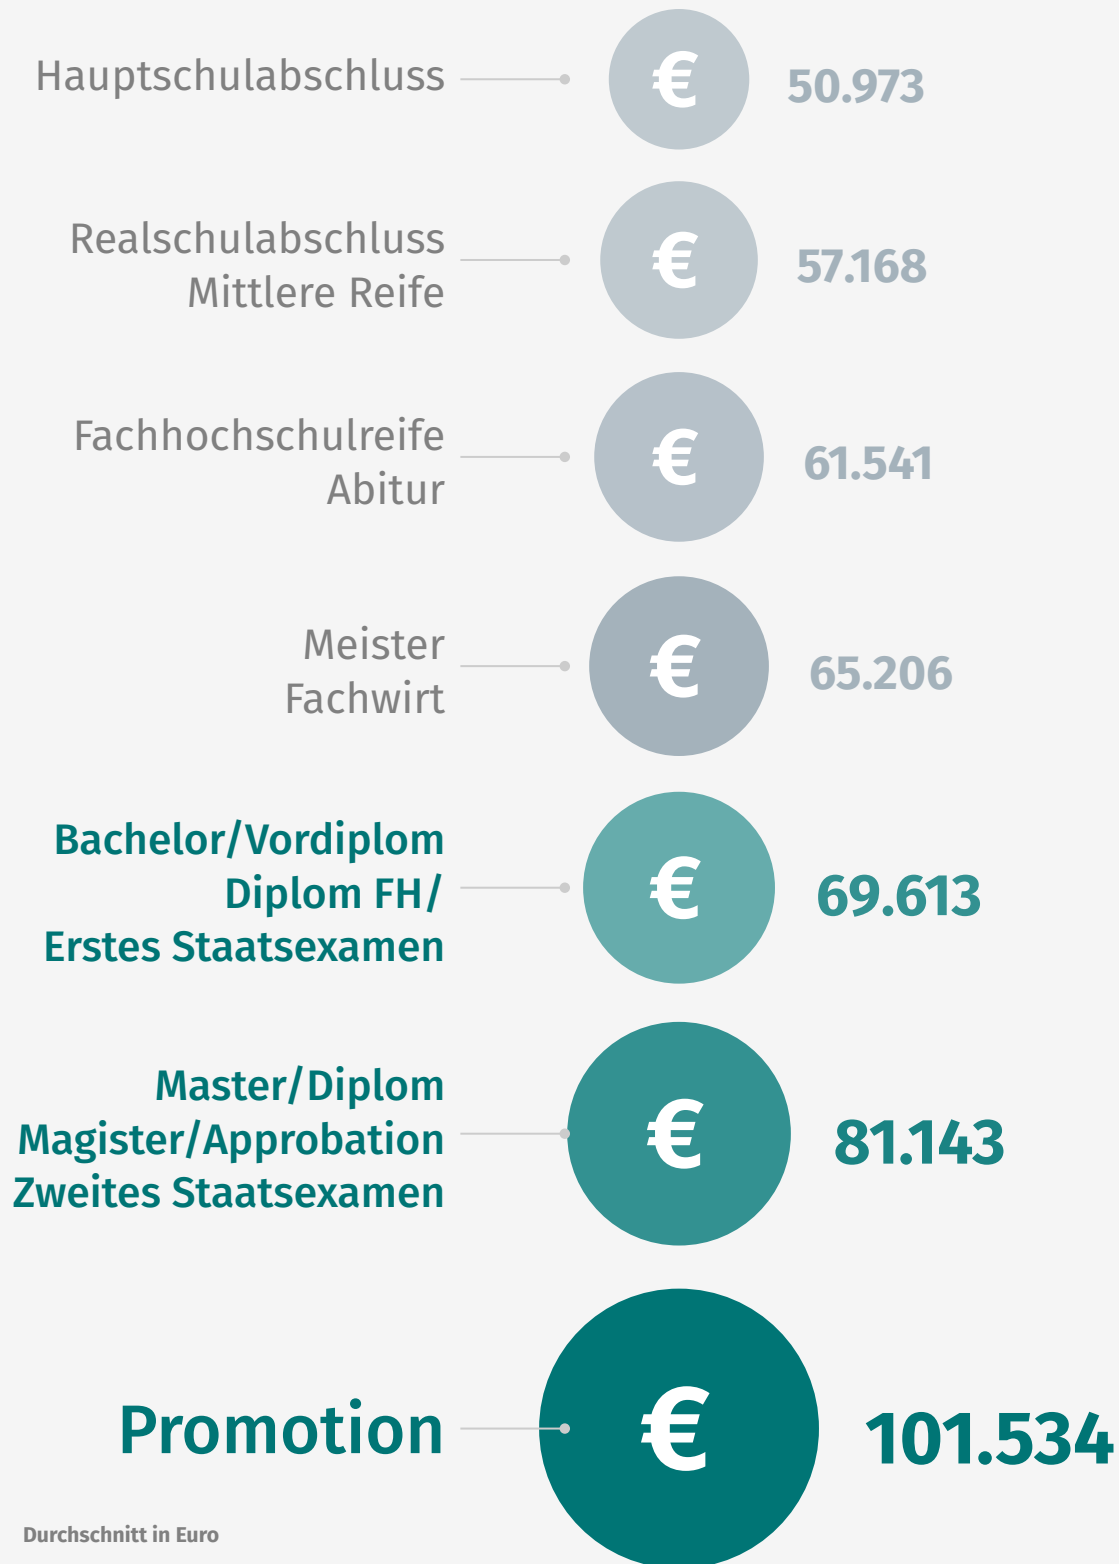 Hauptschulabschluss
€
50.973
Realschulabschluss
Mittlere Reife
€
57.168
Fachhochschulreife
Abitur
€
61.541
Meister
Fachwirt
€
65.206
Bachelor/Vordiplom
Diplom FH/
Erstes Staatsexamen
€
69.613
Master/Diplom
Magister/Approbation
Zweites Staatsexamen
€
81.143
Promotion
€
101.534
Durchschnitt in Euro